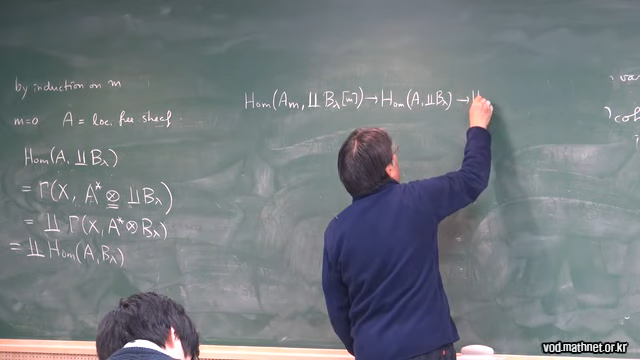 by induction on m
m=0 A = loc. free sheaf.
Hom(A, ∐ Bλ)
= Γ(X, A* ⊗ ∐ Bλ)
= ∐ Γ(X, A* ⊗ Bλ)
= ∐ Hom(A, Bλ)
Hom(Am, ∐ Bλ[m]) → Hom(A, ∐ Bλ) → H
vod.mathnet.or.kr